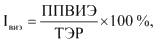 Iвиэ = ППВИЭ / ТЭР × 100 %,